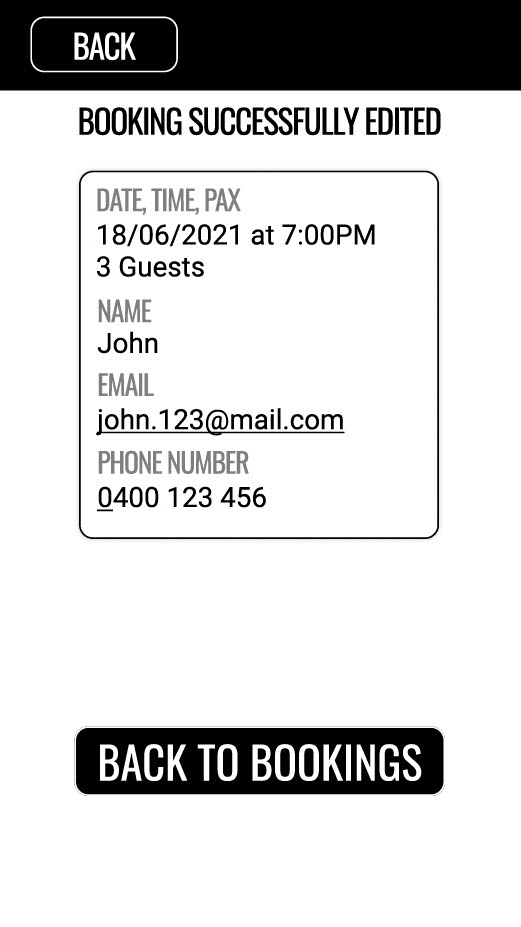 BACK
BOOKING SUCCESSFULLY EDITED
DATE, TIME, PAX
18/06/2021 at 7:00PM
3 Guests
NAME
John
EMAIL
john.123@mail.com
PHONE NUMBER
0400 123 456
BACK TO BOOKINGS